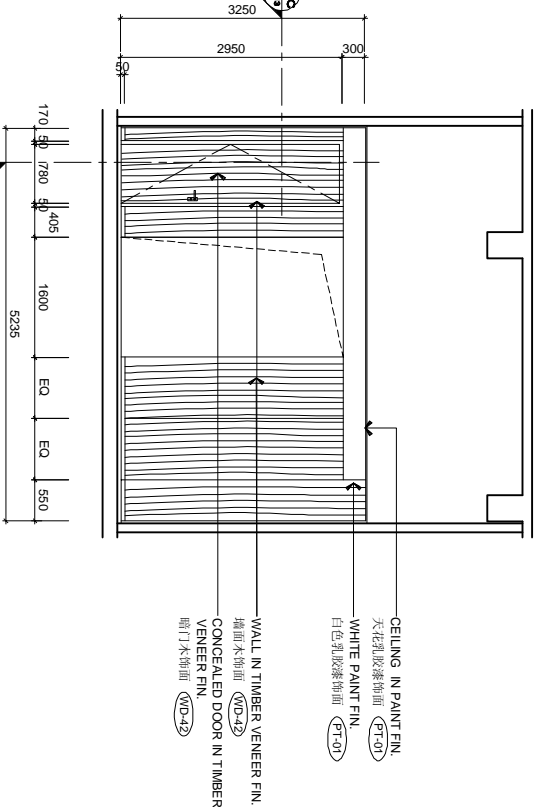 3250
2950
300
50
170
50
780
50
405
1600
EQ
EQ
550
5235
CEILING IN PAINT FIN.
天花乳胶漆饰面 PT-01
WHITE PAINT FIN.
白色乳胶漆饰面 PT-01
WALL IN TIMBER VENEER FIN.
墙面木饰面 WD-42
CONCEALED DOOR IN TIMBER
VENEER FIN.
暗门木饰面 WD-42